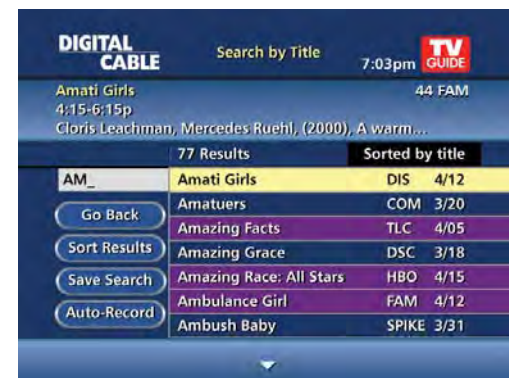 DIGITAL CABLE
Search by Title
7:03pm
TV GUIDE
Amati Girls 44 FAM
4:15-6:15p
Cloris Leachman, Mercedes Ruehl, (2000), A warm...
77 Results Sorted by title
AM_
Go Back
Sort Results
Save Search
Auto-Record
Amati Girls DIS 4/12
Amatuers COM 3/20
Amazing Facts TLC 4/05
Amazing Grace DSC 3/18
Amazing Race: All Stars HBO 4/15
Ambulance Girl FAM 4/12
Ambush Baby SPIKE 3/31